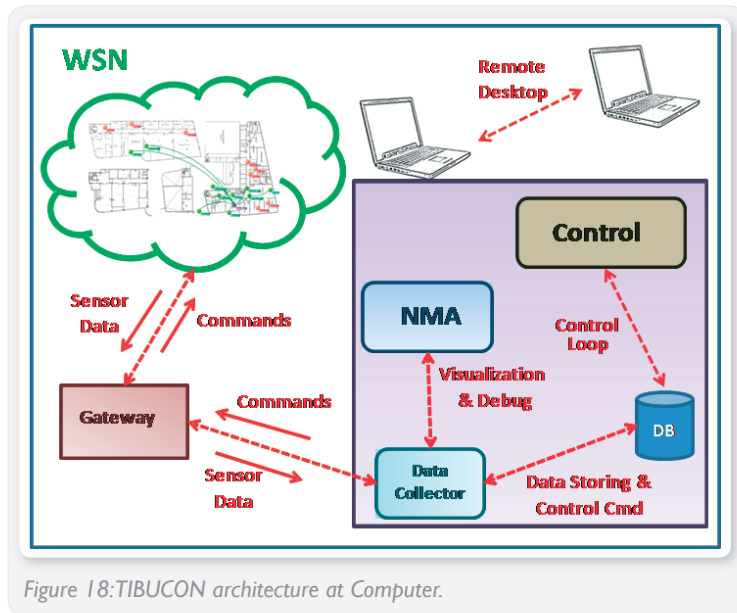 WSN
Remote
Desktop
Control
NMA
Sensor
Data
Commands
Control
Loop
Visualization
& Debug
Gateway
Commands
DB
Sensor
Data
Data
Collector
Data Storing &
Control Cmd
Figure 18:TIBUCON architecture at Computer.